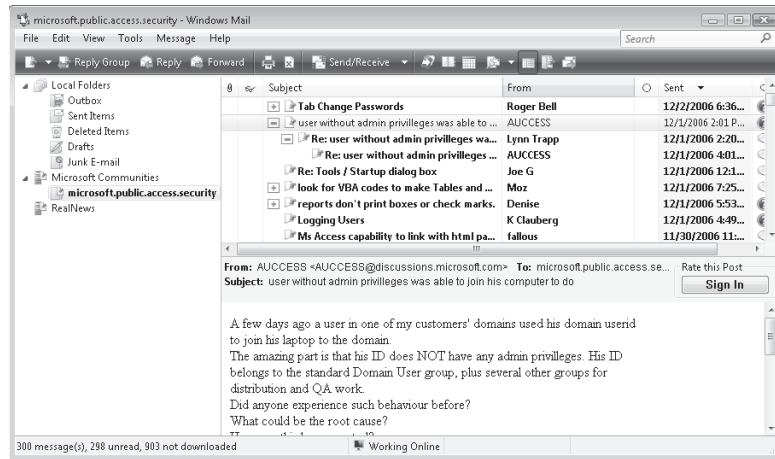 microsoft.public.access.security - Windows Mail
File Edit View Tools Message Help
Search
Reply Group Reply Forward Send/Receive
Local Folders
Outbox
Sent Items
Deleted Items
Drafts
Junk E-mail
Microsoft Communities
microsoft.public.access.security
RealNews
Subject From Sent
Tab Change Passwords Roger Bell 12/2/2006 6:36...
user without admin privilleges was able to ... AUCCESS 12/1/2006 2:01 P...
Re: user without admin privilleges wa... Lynn Trapp 12/1/2006 2:20...
Re: user without admin privilleges ... AUCCESS 12/1/2006 4:01...
Re: Tools / Startup dialog box Joe G 12/1/2006 12:1...
look for VBA codes to make Tables and ... Moz 12/1/2006 7:25...
reports don't print boxes or check marks. Denise 12/1/2006 5:53...
Logging Users K Clauberg 12/1/2006 4:49...
Ms Access capability to link with html pa... fallous 11/30/2006 11:...
From: AUCCESS <AUCCESS@discussions.microsoft.com> To: microsoft.public.access.se...
Rate this Post
Subject: user without admin privilleges was able to join his computer to do
Sign In
A few days ago a user in one of my customers' domains used his domain userid
to join his laptop to the domain.
The amazing part is that his ID does NOT have any admin privilleges. His ID
belongs to the standard Domain User group, plus several other groups for
distribution and QA work.
Did anyone experience such behaviour before?
What could be the root cause?
300 message(s), 298 unread, 903 not downloaded
Working Online